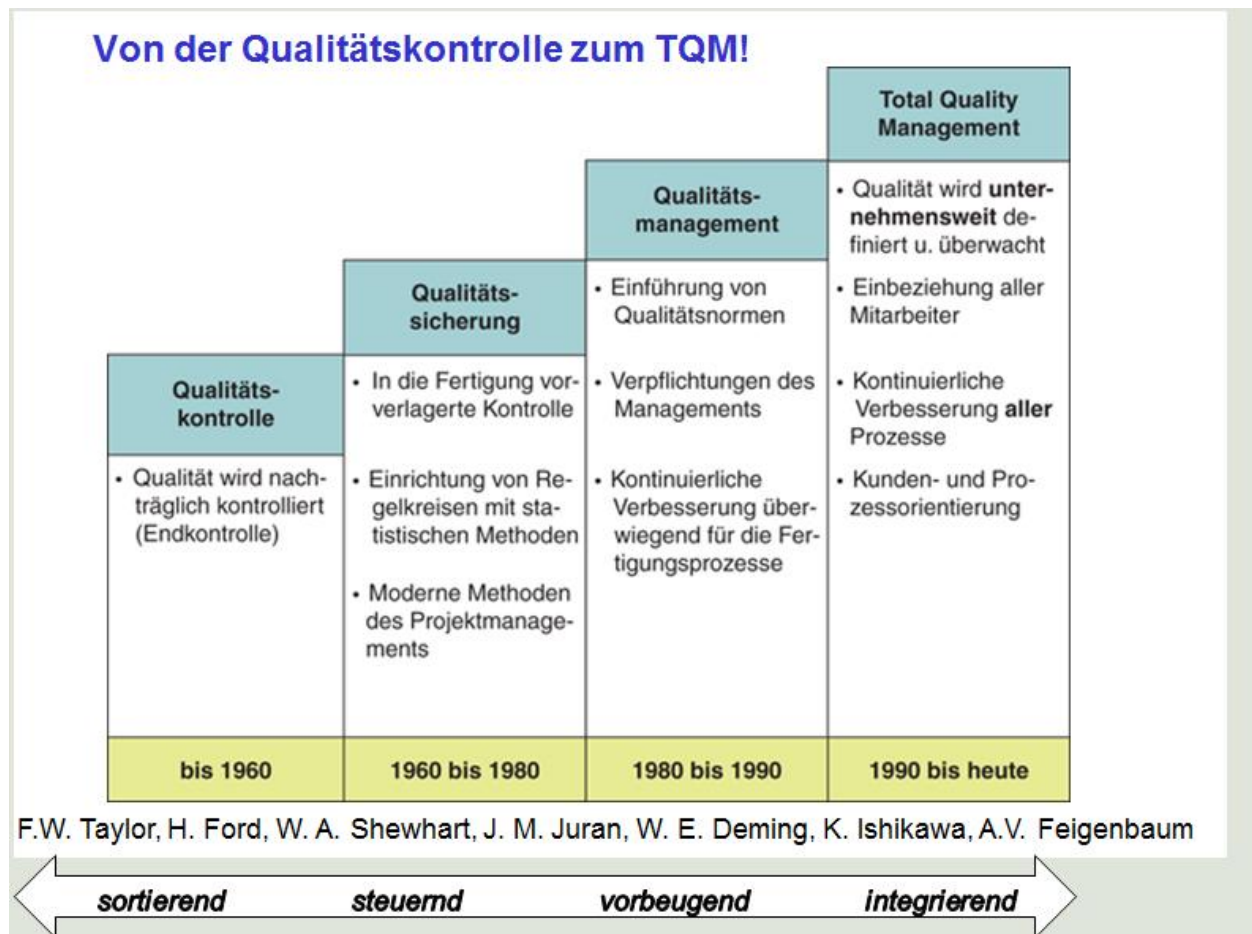 Von der Qualitätskontrolle zum TQM!
Total Quality
Management
• Qualität wird unter-
nehmensweit de-
finiert u. überwacht
• Einbeziehung aller
Mitarbeiter
• Kontinuierliche
Verbesserung aller
Prozesse
• Kunden- und Pro-
zessorientierung
1990 bis heute
Qualitäts-
management
• Einführung von
Qualitätsnormen
• Verpflichtungen des
Managements
• Kontinuierliche
Verbesserung über-
wiegend für die Fer-
tigungsprozesse
1980 bis 1990
Qualitäts-
sicherung
• In die Fertigung vor-
verlagerte Kontrolle
• Einrichtung von Re-
gelkreisen mit sta-
tistischen Methoden
• Moderne Methoden
des Projektmanage-
ments
1960 bis 1980
Qualitäts-
kontrolle
• Qualität wird nach-
träglich kontrolliert
(Endkontrolle)
bis 1960
F.W. Taylor, H. Ford, W. A. Shewhart, J. M. Juran, W. E. Deming, K. Ishikawa, A.V. Feigenbaum
sortierend steuernd vorbeugend integrierend